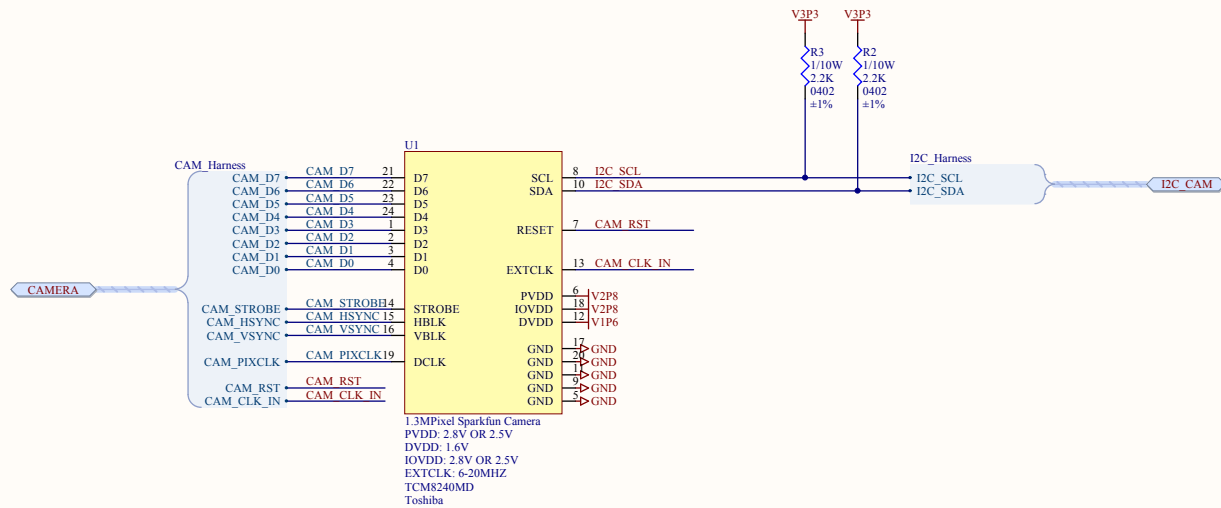 V3P3 V3P3
R3 R2
1/10W 1/10W
2.2K 2.2K
0402 0402
±1% ±1%
U1
CAM_Harness
I2C_Harness
CAM_D7 CAM_D7 21 D7 SCL 8 I2C_SCL I2C_SCL
CAM_D6 CAM_D6 22 D6 SDA 10 I2C_SDA I2C_SDA
I2C_CAM
CAM_D5 CAM_D5 23 D5
CAM_D4 CAM_D4 24 D4
CAM_D3 CAM_D3 1 D3 RESET 7 CAM_RST
CAM_D2 CAM_D2 2 D2
CAM_D1 CAM_D1 3 D1
CAM_D0 CAM_D0 4 D0 EXTCLK 13 CAM_CLK_IN
CAMERA
PVDD 6 V2P8
CAM_STROBE CAM_STROBE 14 STROBE IOVDD 18 V2P8
CAM_HSYNC CAM_HSYNC 15 HBLK DVDD 12 V1P6
CAM_VSYNC CAM_VSYNC 16 VBLK
GND 17 GND
CAM_PIXCLK CAM_PIXCLK 19 DCLK GND 20 GND
GND 11 GND
CAM_RST CAM_RST GND 9 GND
CAM_CLK_IN CAM_CLK_IN GND 5 GND
1.3MPixel Sparkfun Camera
PVDD: 2.8V OR 2.5V
DVDD: 1.6V
IOVDD: 2.8V OR 2.5V
EXTCLK: 6-20MHZ
TCM8240MD
Toshiba